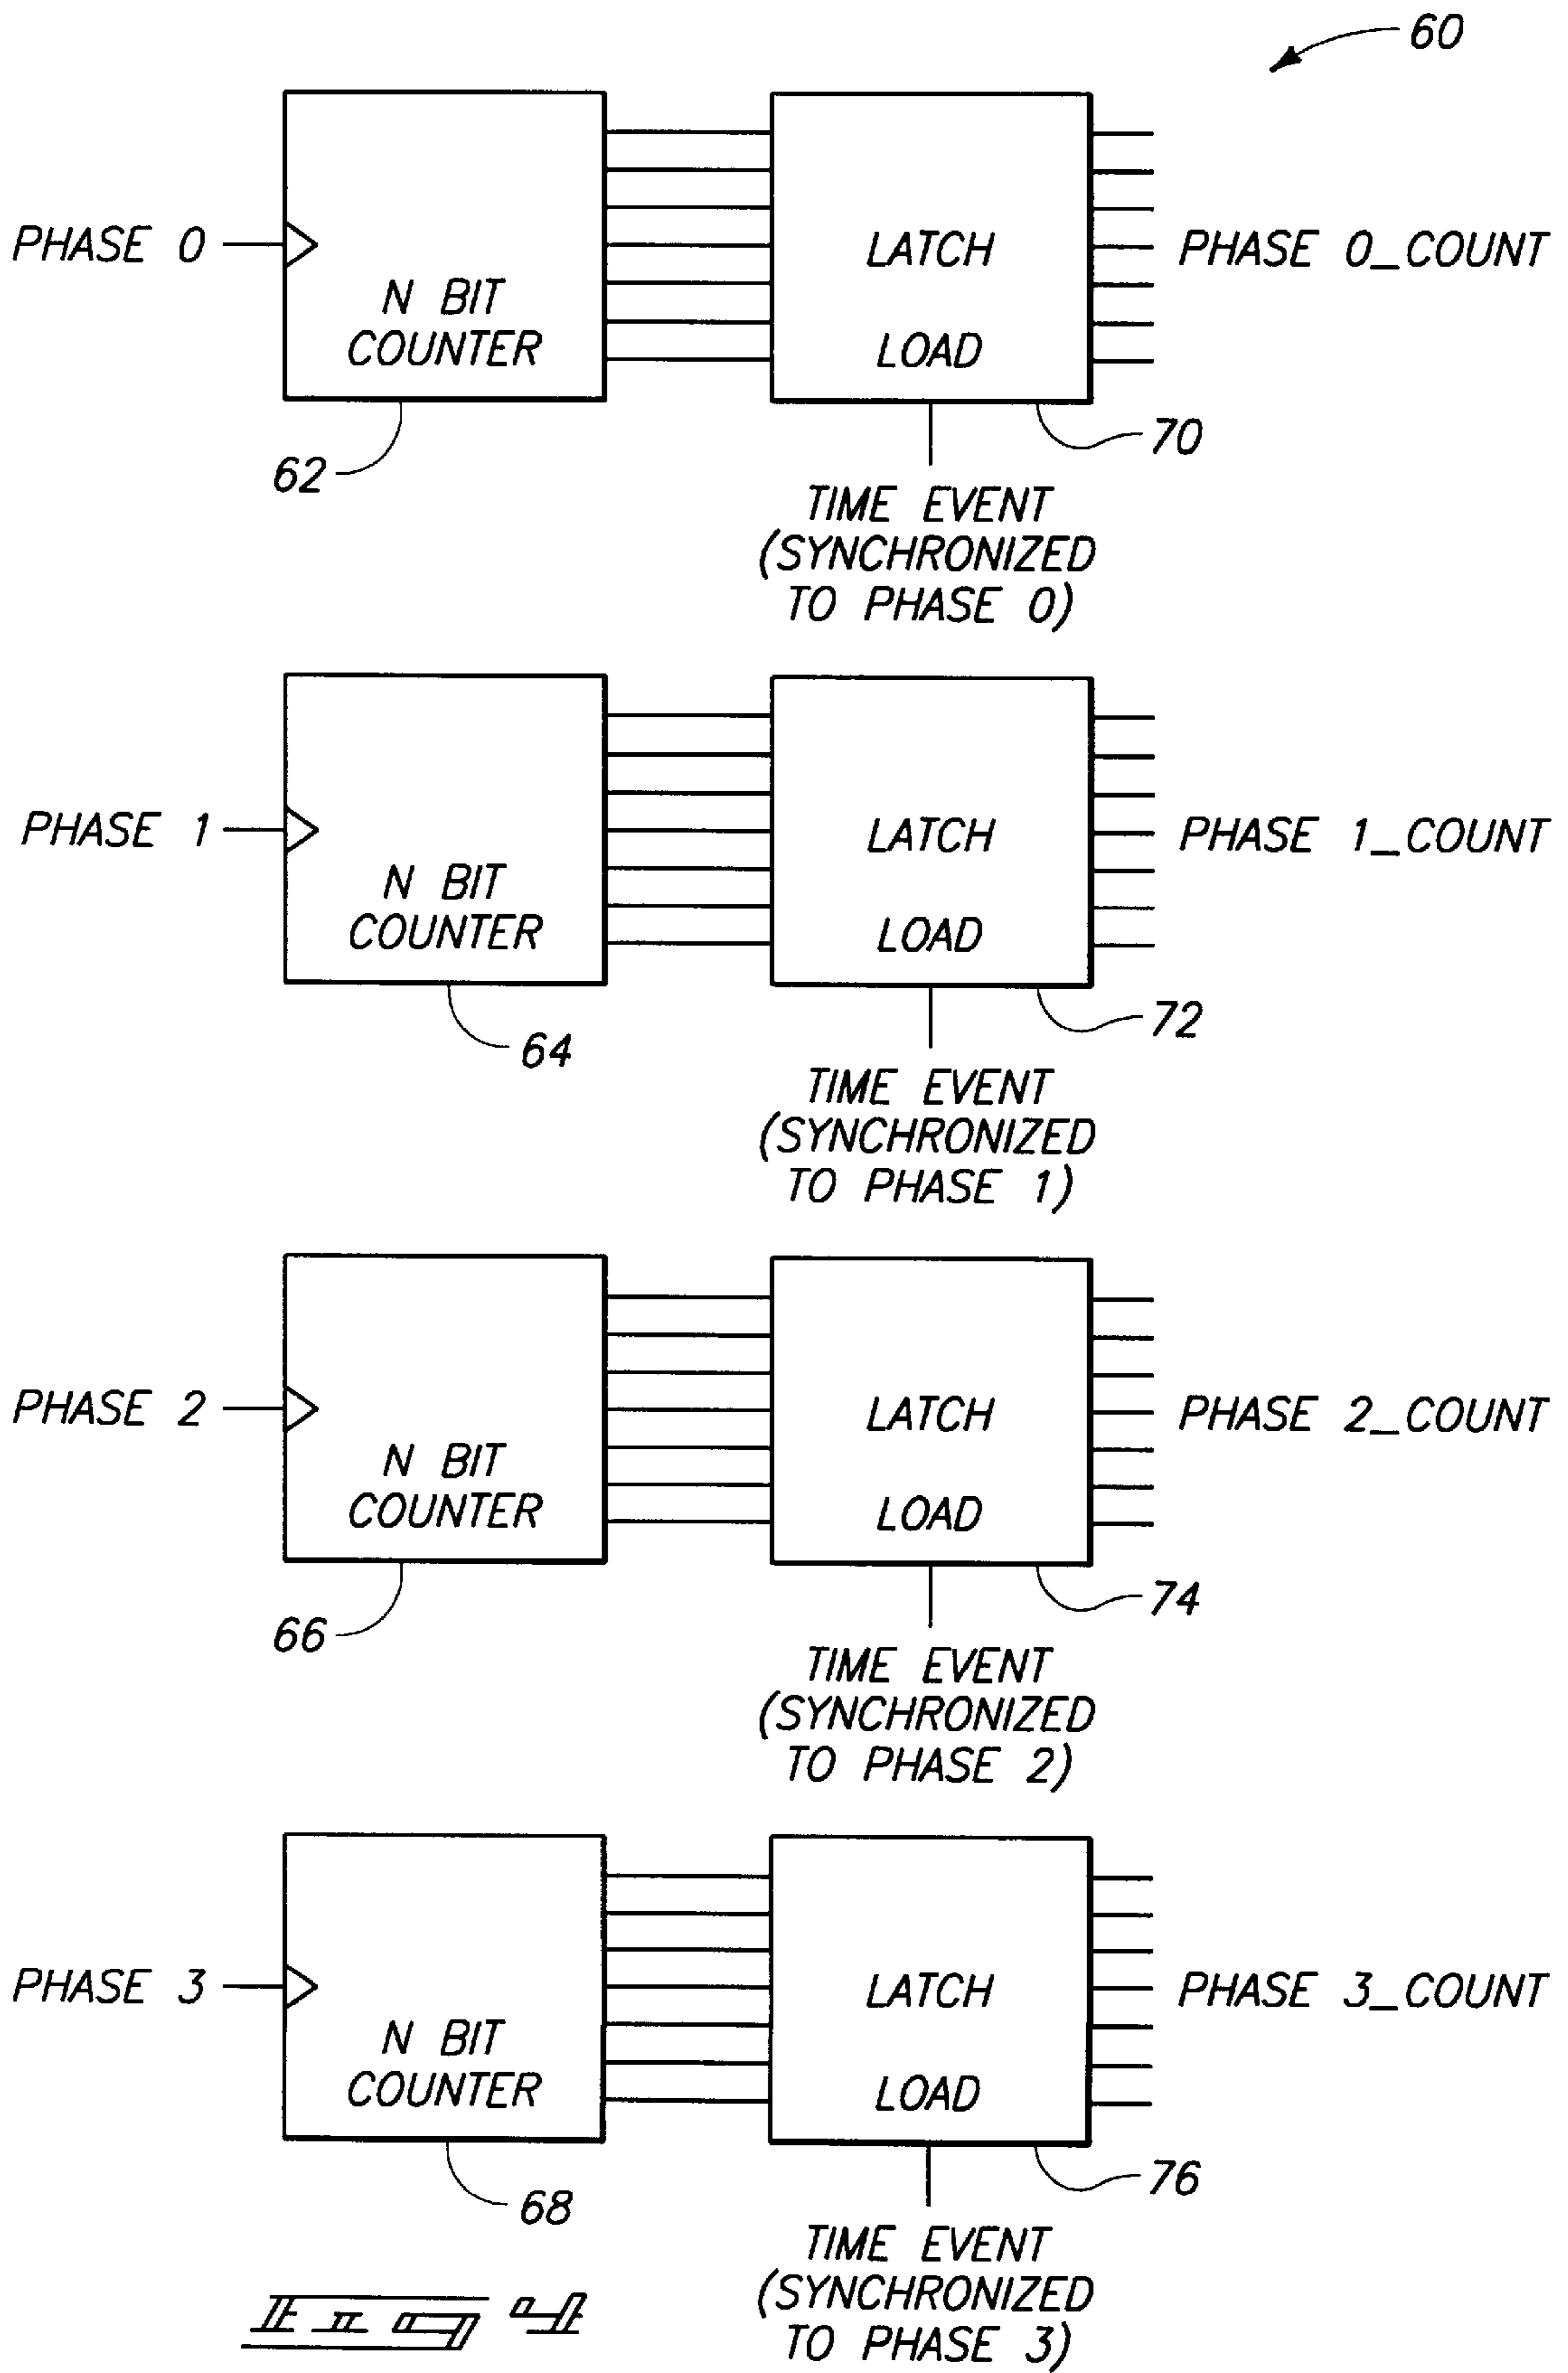 60
PHASE 0
N BIT
COUNTER
LATCH
LOAD
PHASE 0_COUNT
62
70
TIME EVENT
(SYNCHRONIZED
TO PHASE 0)
PHASE 1
N BIT
COUNTER
LATCH
LOAD
PHASE 1_COUNT
64
72
TIME EVENT
(SYNCHRONIZED
TO PHASE 1)
PHASE 2
N BIT
COUNTER
LATCH
LOAD
PHASE 2_COUNT
66
74
TIME EVENT
(SYNCHRONIZED
TO PHASE 2)
PHASE 3
N BIT
COUNTER
LATCH
LOAD
PHASE 3_COUNT
68
76
TIME EVENT
(SYNCHRONIZED
TO PHASE 3)
Fig 4